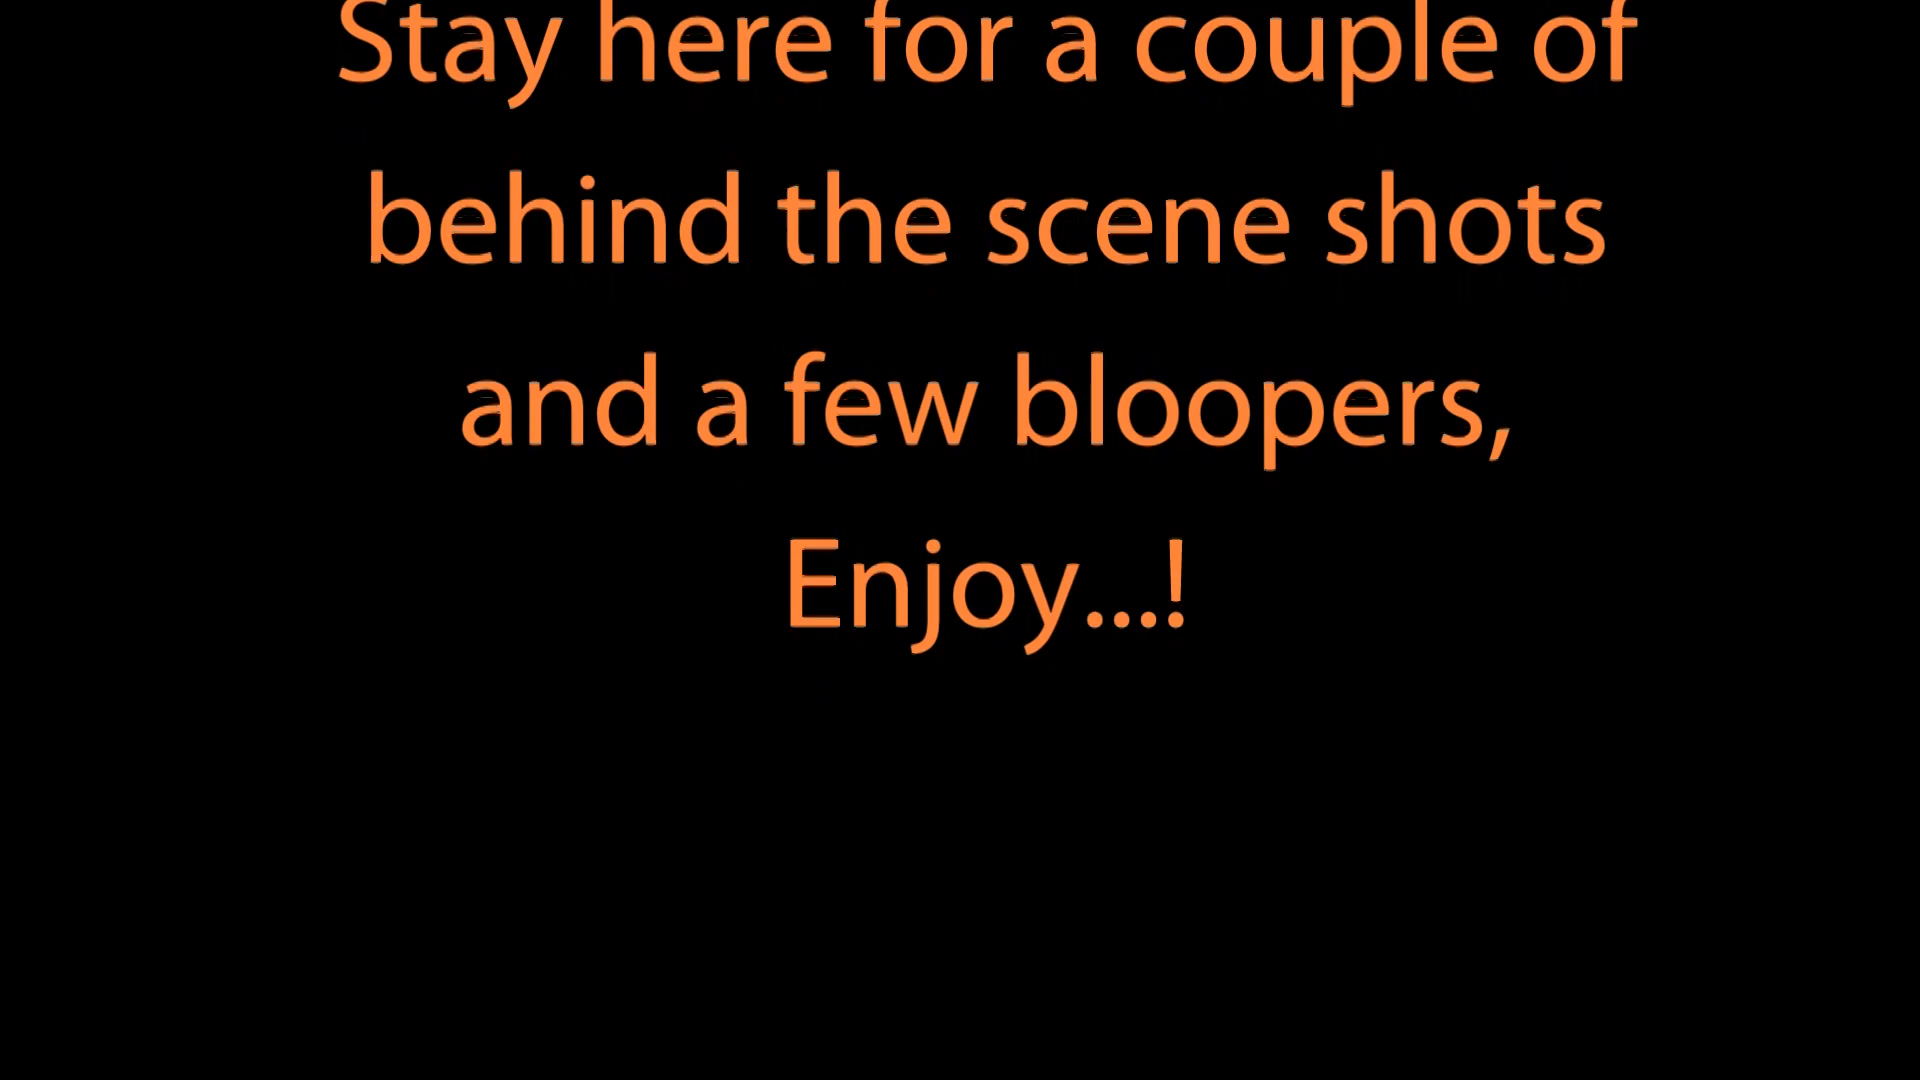 Stay here for a couple of
behind the scene shots
and a few bloopers,
Enjoy...!